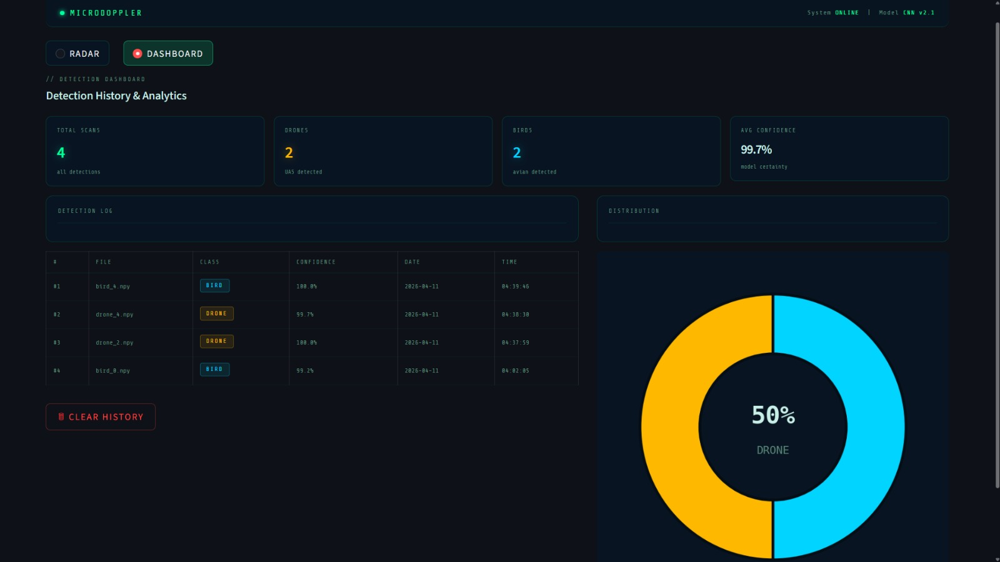 MICRODOPPLER
System ONLINE | Model CNN v2.1
RADAR
DASHBOARD
// DETECTION DASHBOARD
Detection History & Analytics
TOTAL SCANS
4
all detections
DRONES
2
UAS detected
BIRDS
2
avian detected
AVG CONFIDENCE
99.7%
model certainty
DETECTION LOG
DISTRIBUTION
# FILE CLASS CONFIDENCE DATE TIME
#1 bird_4.npy BIRD 100.0% 2026-04-11 04:39:46
#2 drone_4.npy DRONE 99.7% 2026-04-11 04:38:30
#3 drone_2.npy DRONE 100.0% 2026-04-11 04:37:59
#4 bird_0.npy BIRD 99.2% 2026-04-11 04:02:05
CLEAR HISTORY
50%
DRONE